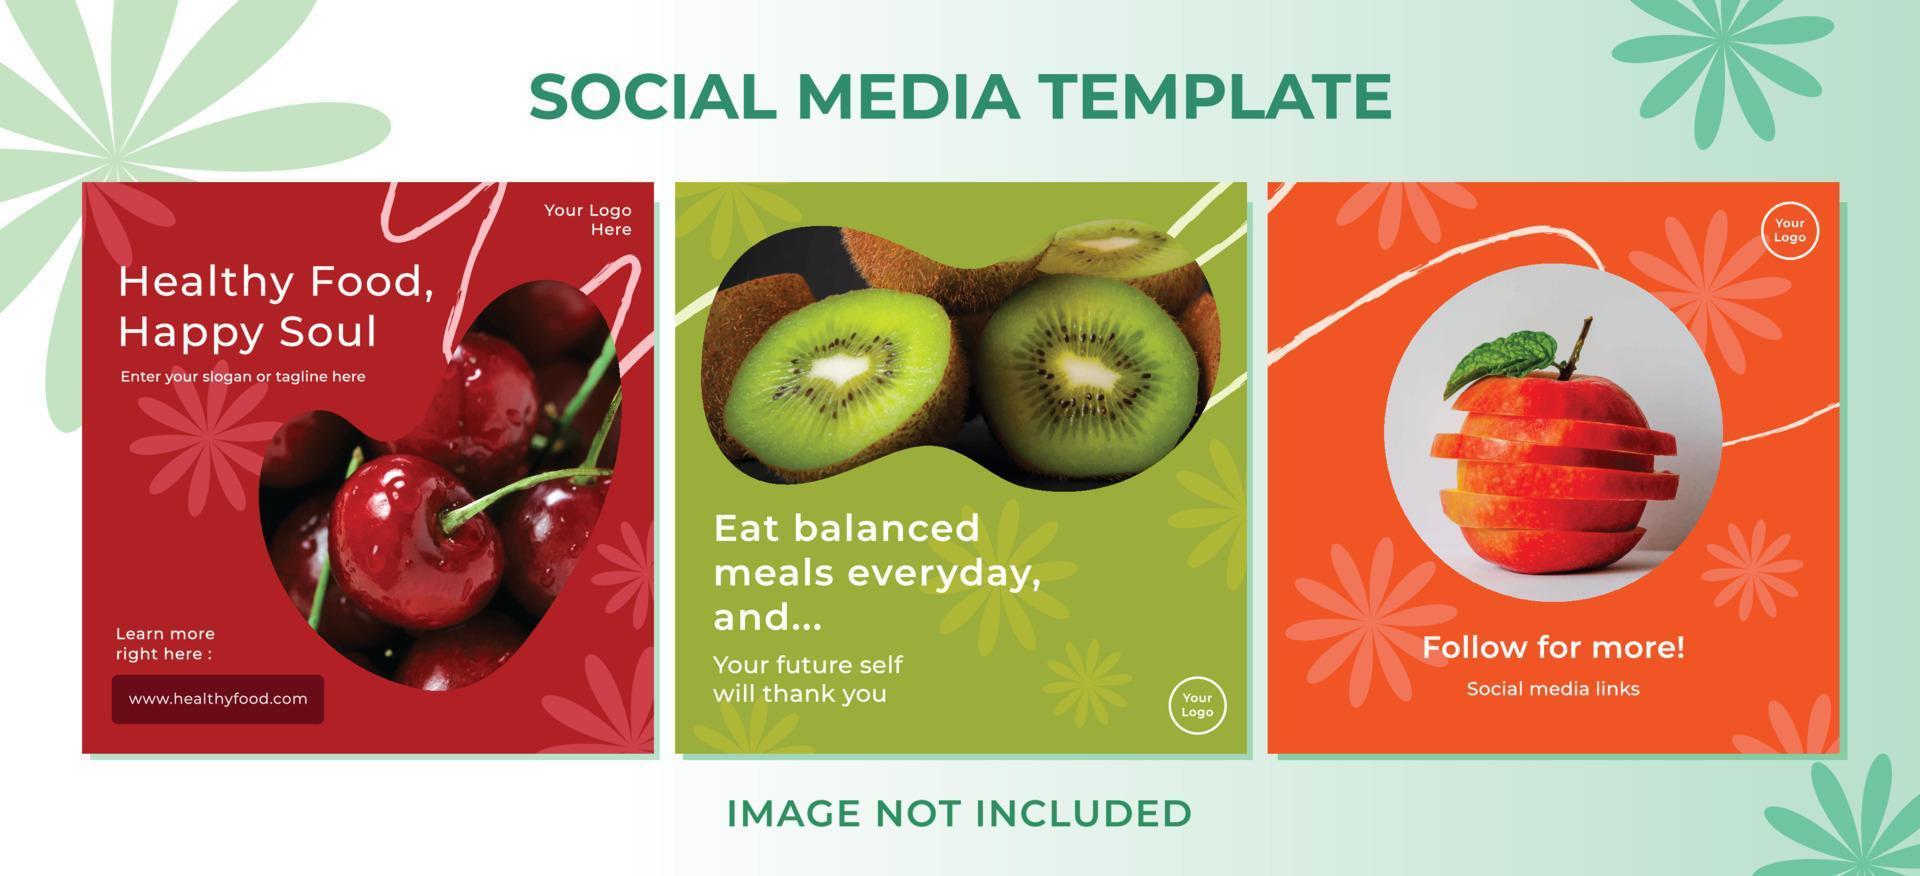 SOCIAL MEDIA TEMPLATE
Your Logo
Here
Healthy Food,
Happy Soul
Enter your slogan or tagline here
Learn more
right here :
www.healthyfood.com
Eat balanced
meals everyday,
and...
Your future self
will thank you
Your
Logo
Your
Logo
Follow for more!
Social media links
IMAGE NOT INCLUDED